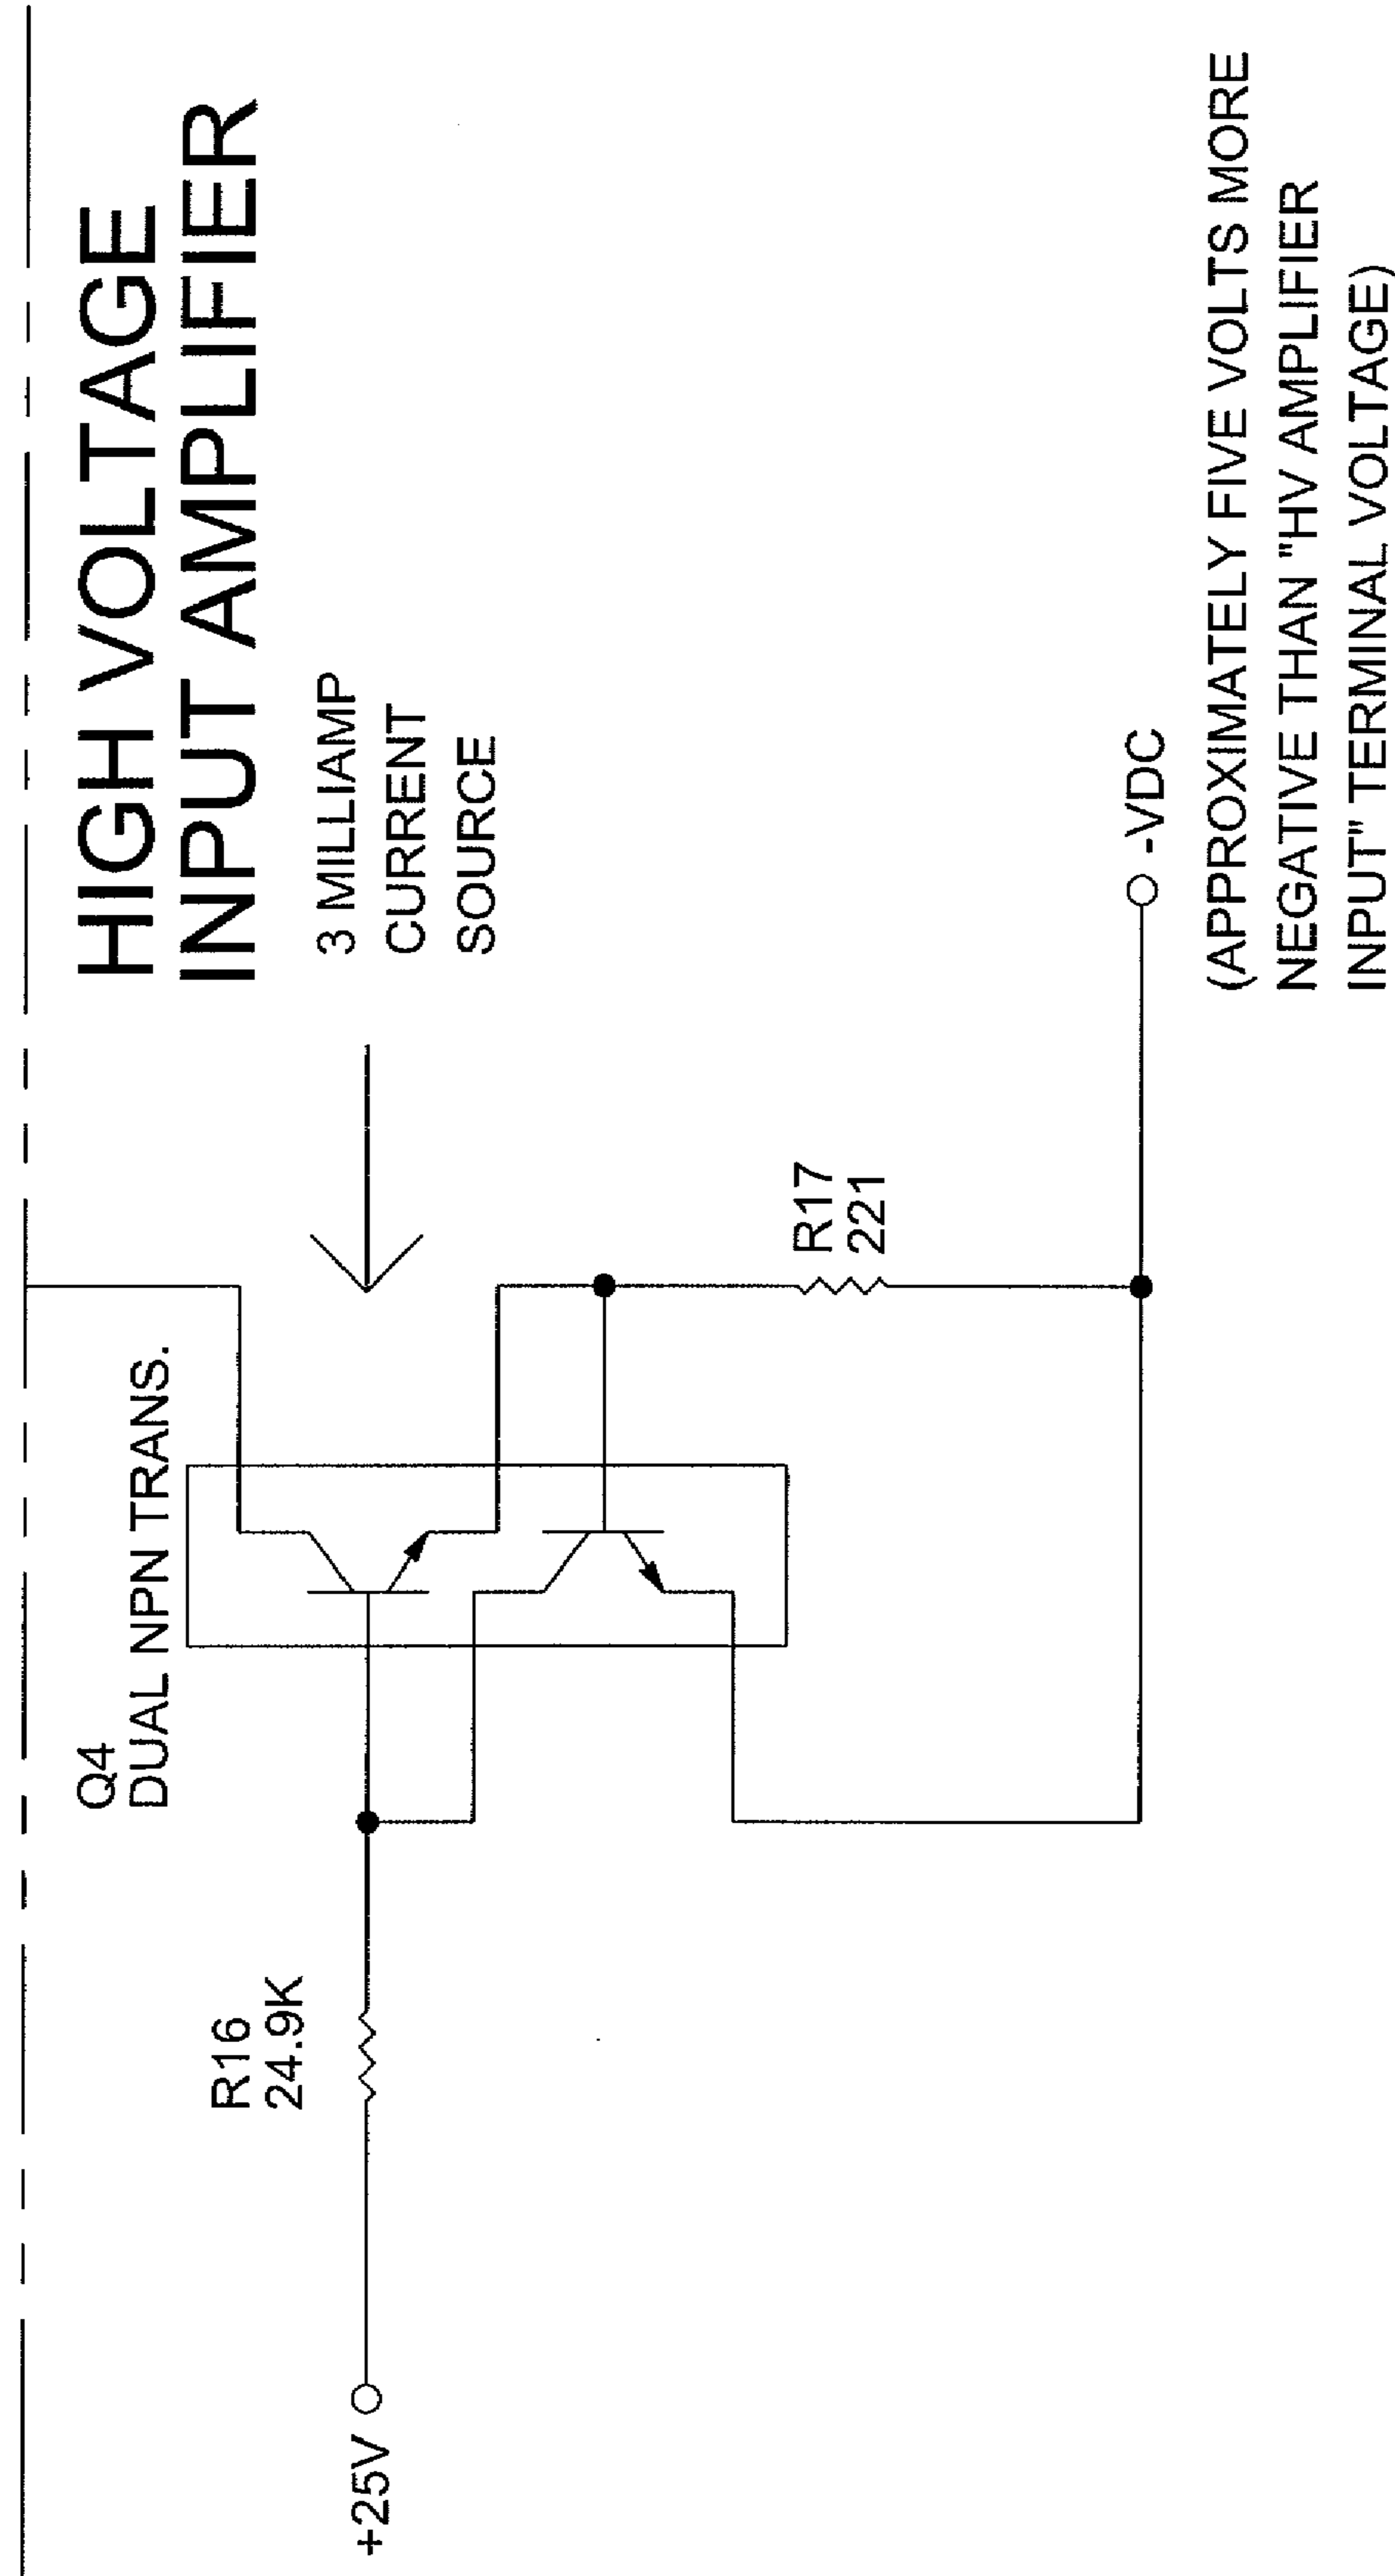 HIGH VOLTAGE
INPUT AMPLIFIER
3 MILLIAMP
CURRENT
SOURCE
Q4
DUAL NPN TRANS.
R16
24.9K
+25V
R17
221
-VDC
(APPROXIMATELY FIVE VOLTS MORE
NEGATIVE THAN "HV AMPLIFIER
INPUT" TERMINAL VOLTAGE)